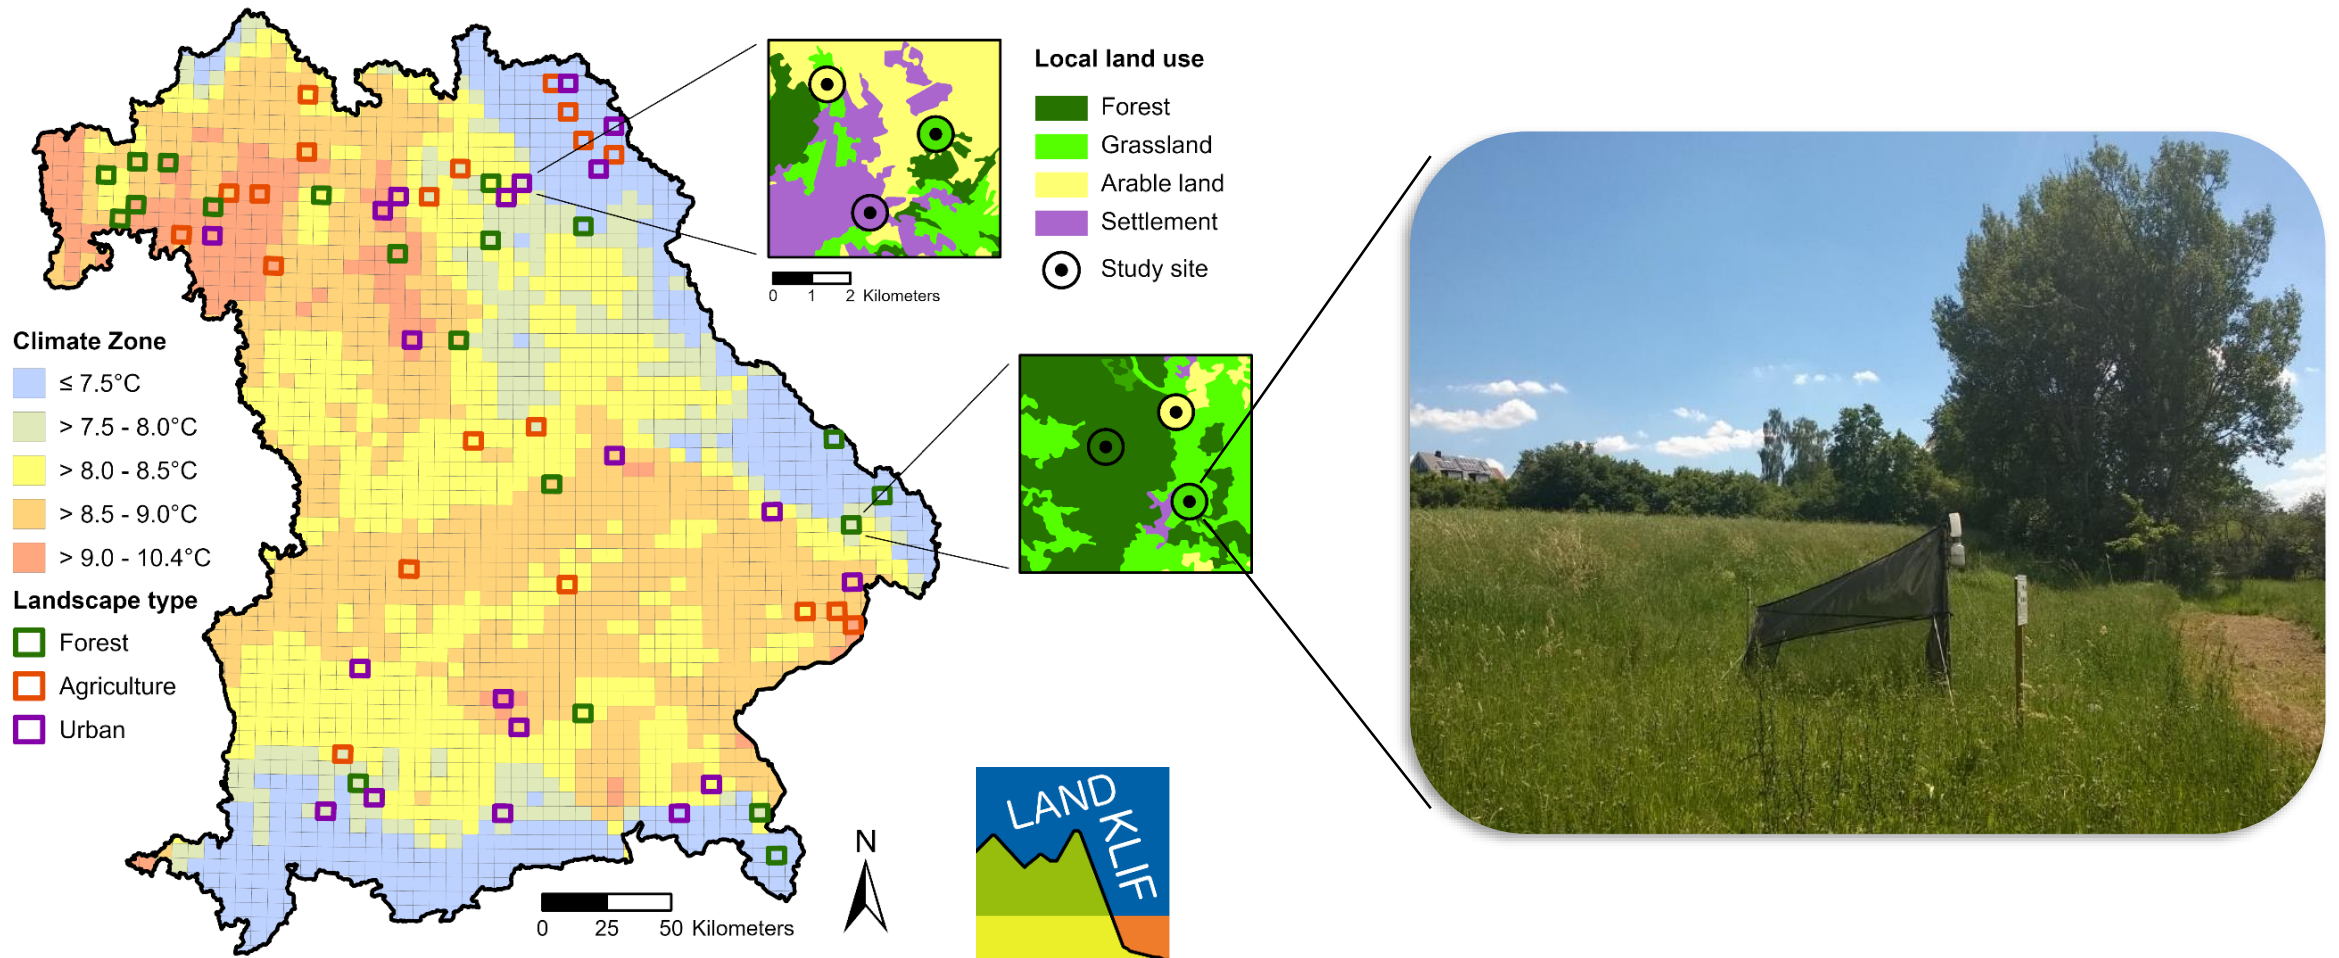 Climate Zone
≤ 7.5°C
> 7.5 - 8.0°C
> 8.0 - 8.5°C
> 8.5 - 9.0°C
> 9.0 - 10.4°C
Landscape type
Forest
Agriculture
Urban
0 25 50 Kilometers
N
0 1 2 Kilometers
Local land use
Forest
Grassland
Arable land
Settlement
Study site
LAND
KLIF